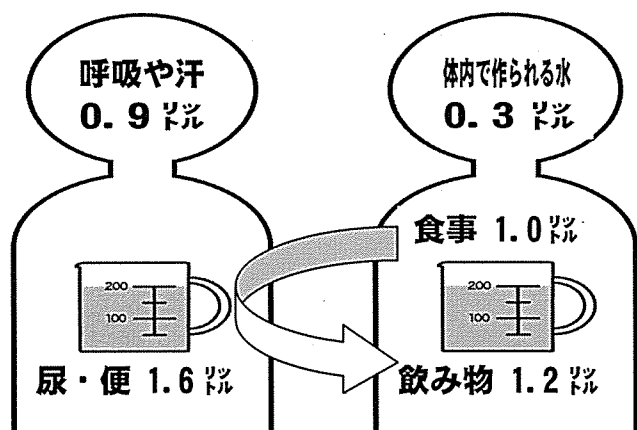 呼吸や汗
0.9 リットル
200
100
尿・便 1.6 リットル
体内で作られる水
0.3 リットル
食事 1.0 リットル
200
100
飲み物 1.2 リットル